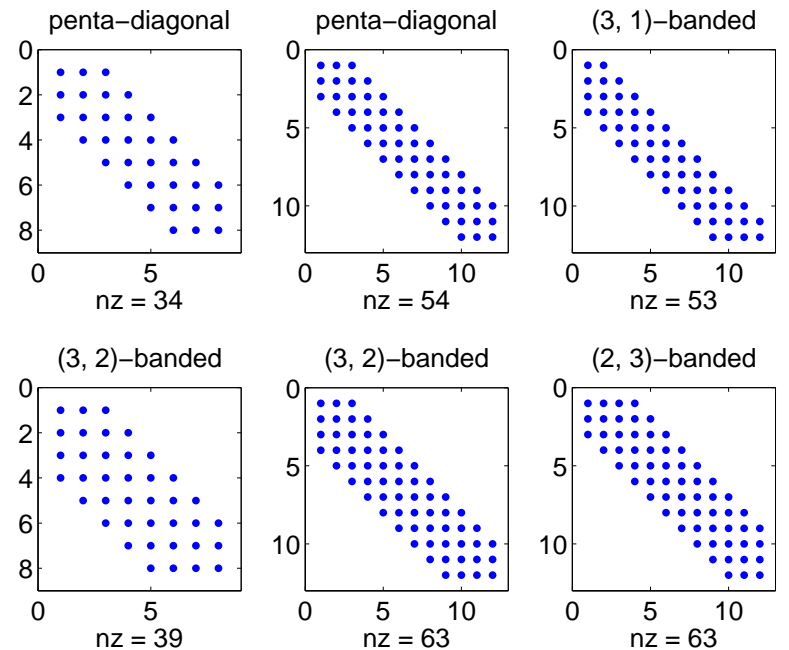 penta−diagonal
0
2
4
6
8
0 5
nz = 34
penta−diagonal
0
5
10
0 5 10
nz = 54
(3, 1)−banded
0
5
10
0 5 10
nz = 53
(3, 2)−banded
0
2
4
6
8
0 5
nz = 39
(3, 2)−banded
0
5
10
0 5 10
nz = 63
(2, 3)−banded
0
5
10
0 5 10
nz = 63